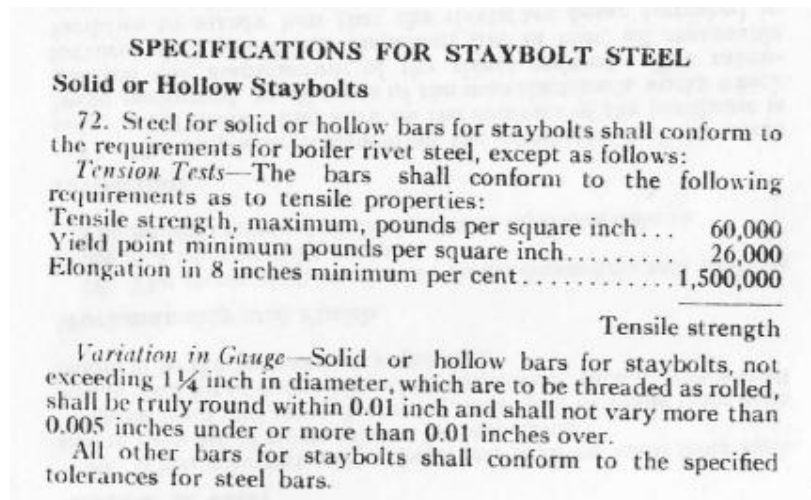 SPECIFICATIONS FOR STAYBOLT STEEL
Solid or Hollow Staybolts
72. Steel for solid or hollow bars for staybolts shall conform to
the requirements for boiler rivet steel, except as follows:
Tension Tests—The bars shall conform to the following
requirements as to tensile properties:
Tensile strength, maximum, pounds per square inch... 60,000
Yield point minimum pounds per square inch.......... 26,000
Elongation in 8 inches minimum per cent............1,500,000
Tensile strength
Variation in Gauge—Solid or hollow bars for staybolts, not
exceeding 1¼ inch in diameter, which are to be threaded as rolled,
shall be truly round within 0.01 inch and shall not vary more than
0.005 inches under or more than 0.01 inches over.
All other bars for staybolts shall conform to the specified
tolerances for steel bars.